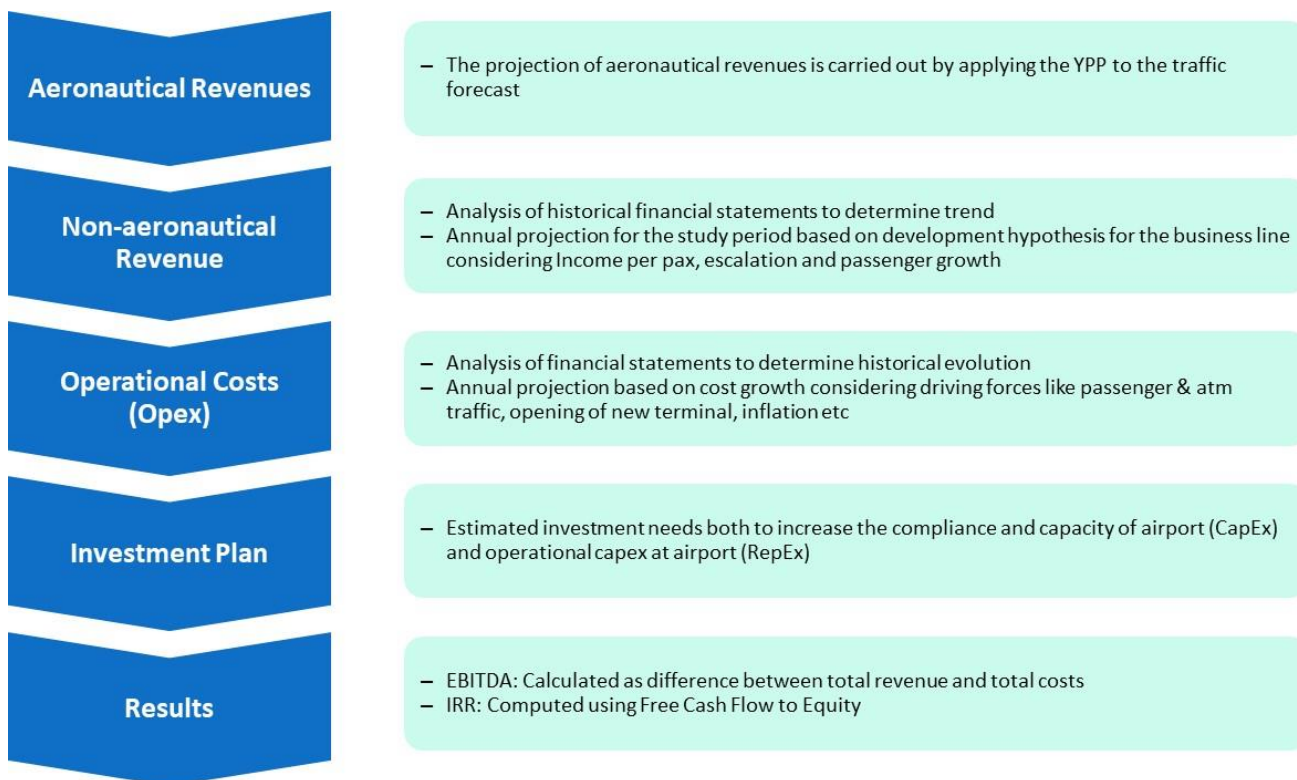 Aeronautical Revenues
– The projection of aeronautical revenues is carried out by applying the YPP to the traffic
forecast
Non-aeronautical
Revenue
– Analysis of historical financial statements to determine trend
– Annual projection for the study period based on development hypothesis for the business line
considering Income per pax, escalation and passenger growth
Operational Costs
(Opex)
– Analysis of financial statements to determine historical evolution
– Annual projection based on cost growth considering driving forces like passenger & atm
traffic, opening of new terminal, inflation etc
Investment Plan
– Estimated investment needs both to increase the compliance and capacity of airport (CapEx)
and operational capex at airport (RepEx)
Results
– EBITDA: Calculated as difference between total revenue and total costs
– IRR: Computed using Free Cash Flow to Equity